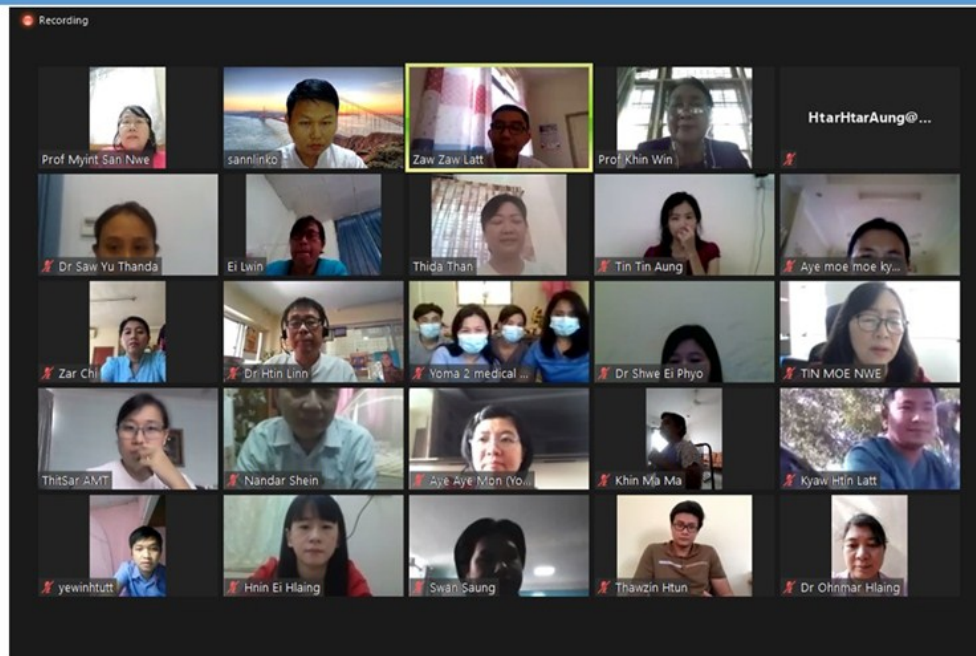 Recording
Prof Myint San Nwe
sannlinko
Zaw Zaw Latt
Prof Khin Win
HtarHtarAung@...
Dr Saw Yu Thanda
Ei Lwin
Thida Than
Tin Tin Aung
Aye moe moe ky...
Zar Chi
Dr Htin Linn
Yoma 2 medical ...
Dr Shwe Ei Phyo
TIN MOE NWE
ThitSar AMT
Nandar Shein
Aye Aye Mon (Yo...
Khin Ma Ma
Kyaw Htin Latt
yewinhtutt
Hnin Ei Hlaing
Swan Saung
Thawzin Htun
Dr Ohnmar Hlaing